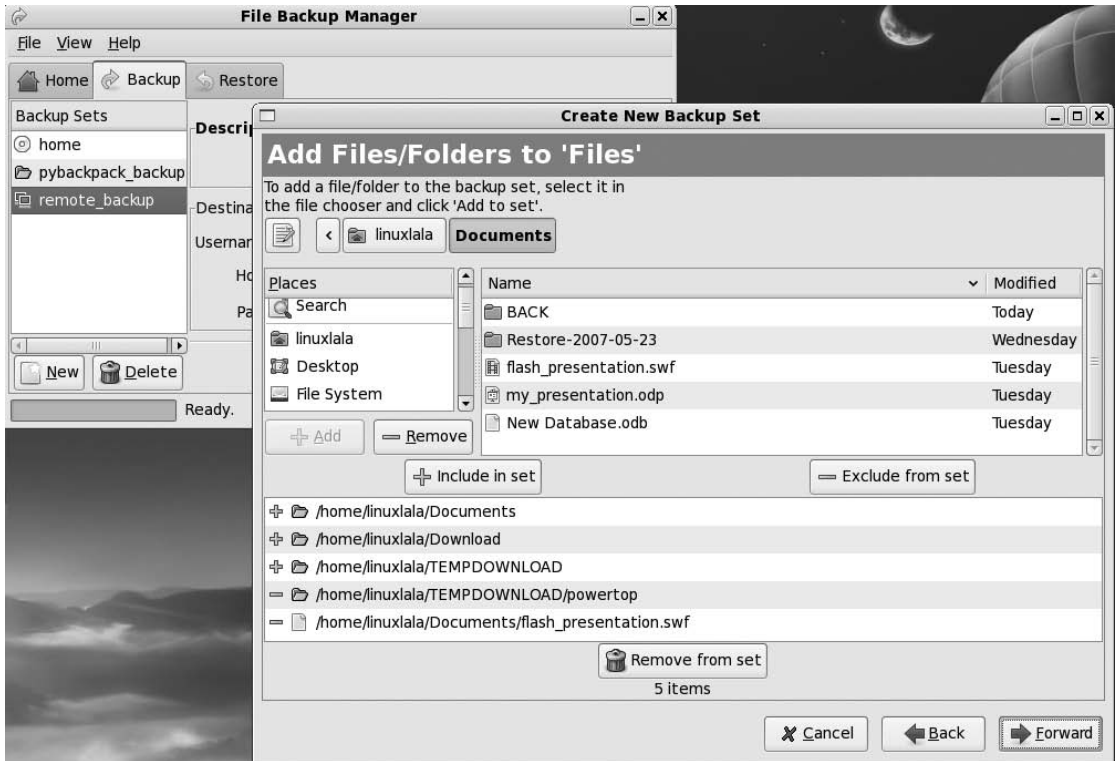 File Backup Manager
File View Help
Home Backup Restore
Backup Sets
home
pybackpack_backup
remote_backup
New Delete
Ready.
Create New Backup Set
Add Files/Folders to 'Files'
To add a file/folder to the backup set, select it in
the file chooser and click 'Add to set'.
linuxlala Documents
Places
Search
linuxlala
Desktop
File System
Add Remove
Name Modified
BACK Today
Restore-2007-05-23 Wednesday
flash_presentation.swf Tuesday
my_presentation.odp Tuesday
New Database.odb Tuesday
Include in set Exclude from set
/home/linuxlala/Documents
/home/linuxlala/Download
/home/linuxlala/TEMPDOWNLOAD
/home/linuxlala/TEMPDOWNLOAD/powertop
/home/linuxlala/Documents/flash_presentation.swf
Remove from set
5 items
Cancel Back Forward